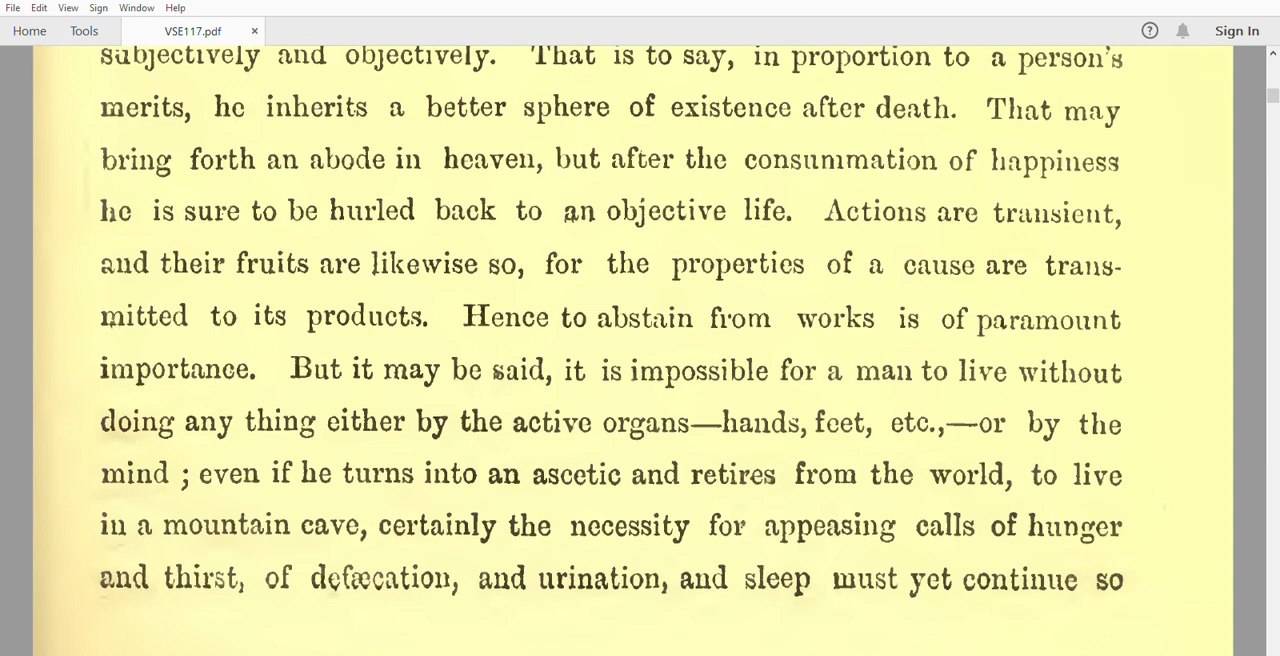 File Edit View Sign Window Help
Home Tools VSE117.pdf × ? Sign In
subjectively and objectively. That is to say, in proportion to a person's
merits, he inherits a better sphere of existence after death. That may
bring forth an abode in heaven, but after the consummation of happiness
he is sure to be hurled back to an objective life. Actions are transient,
and their fruits are likewise so, for the properties of a cause are trans-
mitted to its products. Hence to abstain from works is of paramount
importance. But it may be said, it is impossible for a man to live without
doing any thing either by the active organs—hands, feet, etc.,—or by the
mind ; even if he turns into an ascetic and retires from the world, to live
in a mountain cave, certainly the necessity for appeasing calls of hunger
and thirst, of defæcation, and urination, and sleep must yet continue so